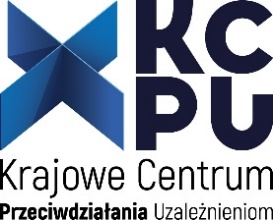 KC
PU
Krajowe Centrum
Przeciwdziałania Uzależnieniom